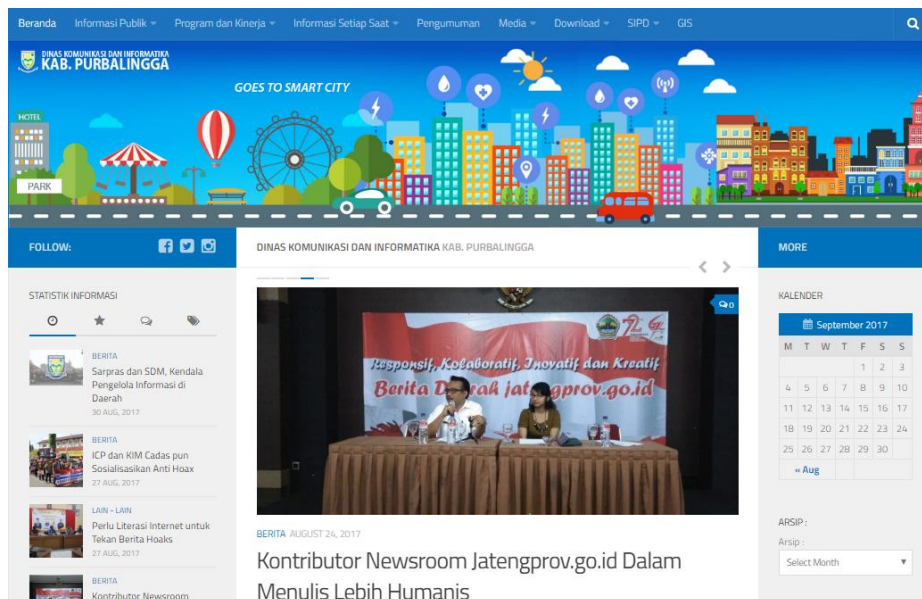 Beranda Informasi Publik Program dan Kinerja Informasi Setiap Saat Pengumuman Media Download SIPD GIS
DINAS KOMUNIKASI DAN INFORMATIKA
KAB. PURBALINGGA
GOES TO SMART CITY
HOTEL
PARK
FOLLOW:
STATISTIK INFORMASI
BERITA
Sarpras dan SDM, Kendala
Pengelola Informasi di
Daerah
30 AUG, 2017
BERITA
ICP dan KIM Cadas pun
Sosialisasikan Anti Hoax
27 AUG, 2017
LAIN - LAIN
Perlu Literasi Internet untuk
Tekan Berita Hoaks
27 AUG, 2017
BERITA
Kontributor Newsroom
DINAS KOMUNIKASI DAN INFORMATIKA KAB. PURBALINGGA
0
Responsif, Kolaboratif, Inovatif dan Kreatif
Berita jatengprov.go.id
BERITA AUGUST 24, 2017
Kontributor Newsroom Jatengprov.go.id Dalam
Menulis Lebih Humanis
MORE
KALENDER
September 2017
M T W T F S S
1 2 3
4 5 6 7 8 9 10
11 12 13 14 15 16 17
18 19 20 21 22 23 24
25 26 27 28 29 30
« Aug
ARSIP :
Arsip :
Select Month